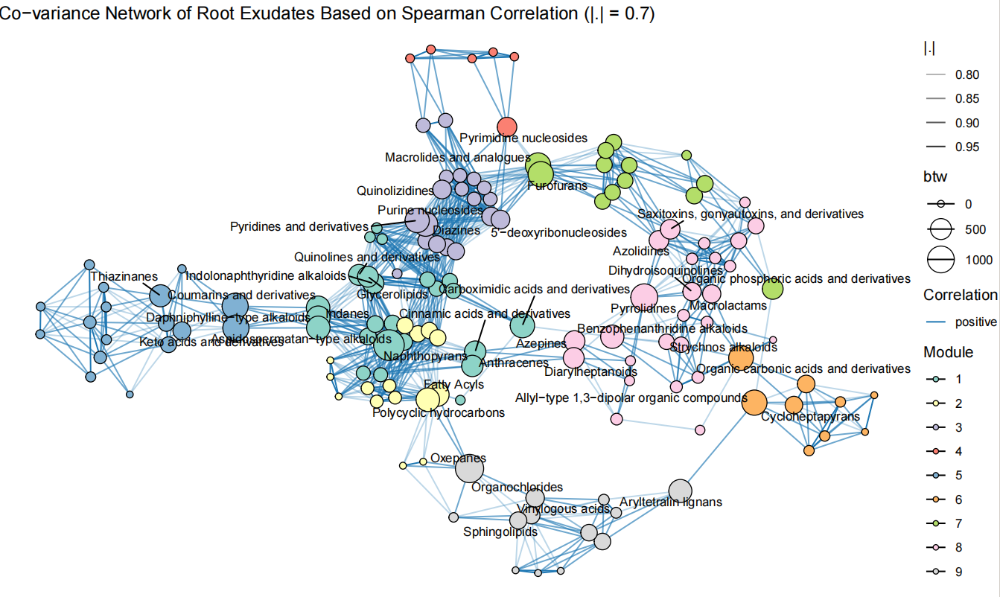 Co−variance Network of Root Exudates Based on Spearman Correlation (|.| = 0.7)
Pyrimidine nucleosides
Macrolides and analogues
Furofurans
Quinolizidines
Purine nucleosides
Saxitoxins, gonyautoxins, and derivatives
Pyridines and derivatives
Diazines
5'−deoxyribonucleosides
Azolidines
Quinolines and derivatives
Dihydroisoquinolines
Thiazinanes
Indolonaphthyridine alkaloids
Organic phosphoric acids and derivatives
Carboximidic acids and derivatives
Coumarins and derivatives
Glycerolipids
Pyrrolidines
Macrolactams
Indanes
Cinnamic acids and derivatives
Daphniphylline−type alkaloids
Benzophenanthridine alkaloids
Aspidospermatan−type alkaloids
Keto acids and derivatives
Azepines
Strychnos alkaloids
Naphthopyrans
Anthracenes
Diarylheptanoids
Organic carbonic acids and derivatives
Fatty Acyls
Allyl−type 1,3−dipolar organic compounds
Polycyclic hydrocarbons
Cycloheptapyrans
Oxepanes
Organochlorides
Vinylogous acids
Aryltetralin lignans
Sphingolipids
|.|
0.80
0.85
0.90
0.95
btw
0
500
1000
Correlation
positive
Module
1
2
3
4
5
6
7
8
9